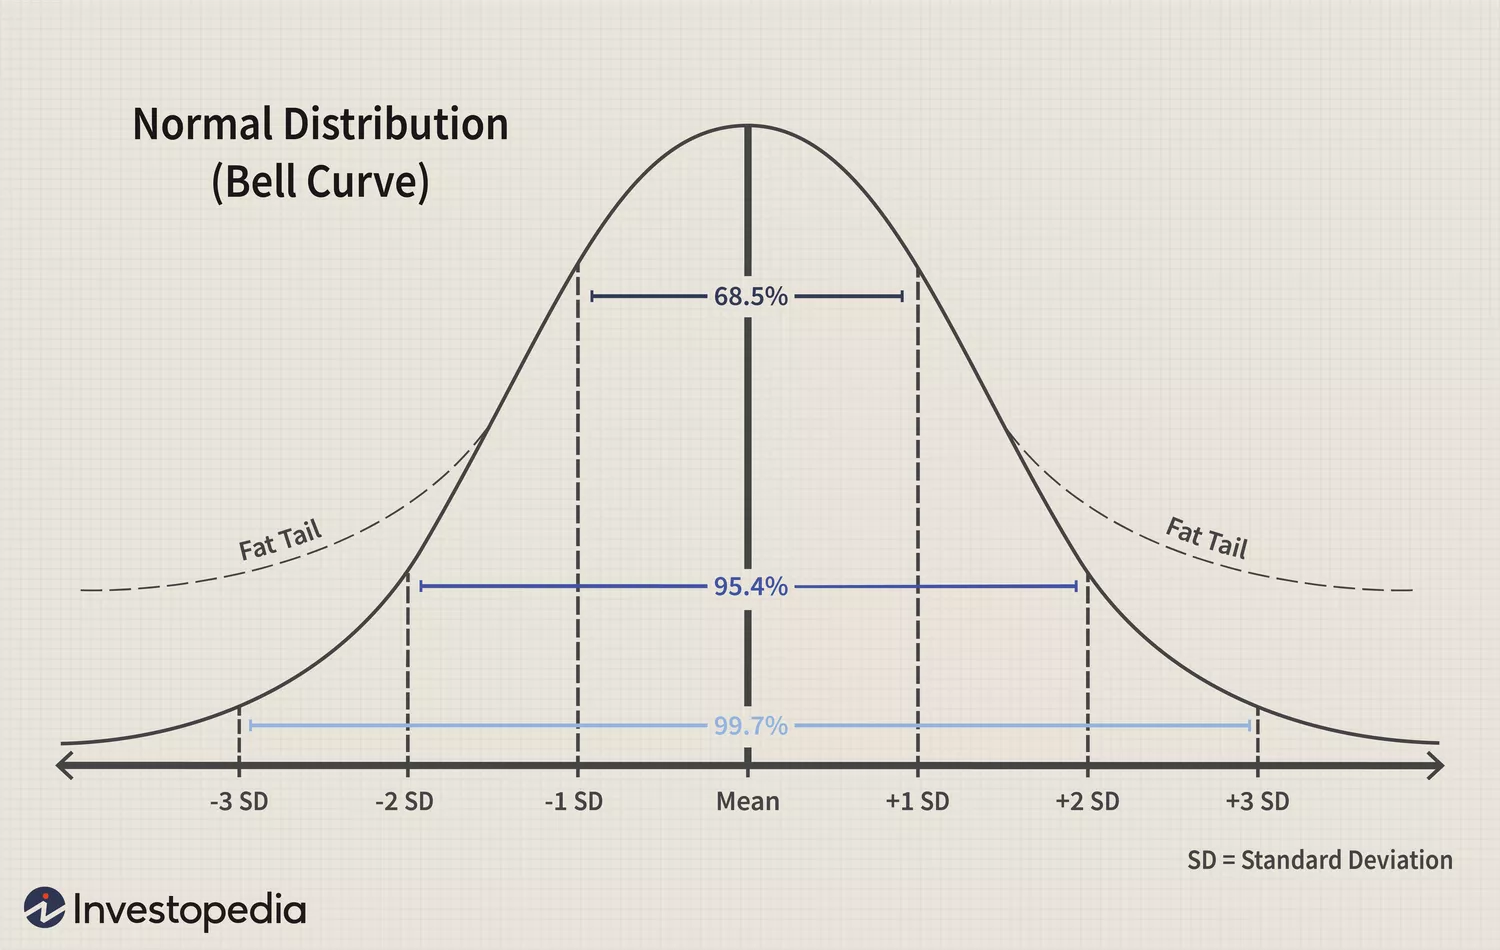 Normal Distribution
(Bell Curve)
68.5%
Fat Tail
Fat Tail
95.4%
99.7%
-3 SD
-2 SD
-1 SD
Mean
+1 SD
+2 SD
+3 SD
SD = Standard Deviation
Investopedia